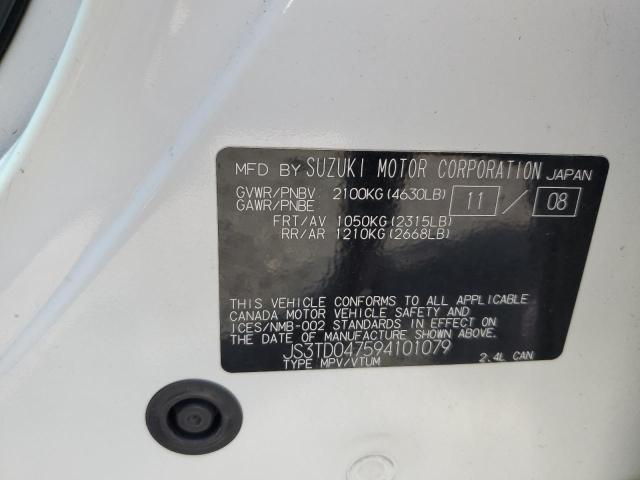 MFD BY SUZUKI MOTOR CORPORATION JAPAN
GVWR/PNBV 2100KG(4630LB) 11 / 08
GAWR/PNBE
FRT/AV 1050KG(2315LB)
RR/AR 1210KG(2668LB)
THIS VEHICLE CONFORMS TO ALL APPLICABLE
CANADA MOTOR VEHICLE SAFETY AND
ICES/NMB-002 STANDARDS IN EFFECT ON
THE DATE OF MANUFACTURE SHOWN ABOVE.
JS3TD047594101079
TYPE MPV/VTUM 2.4L CAN